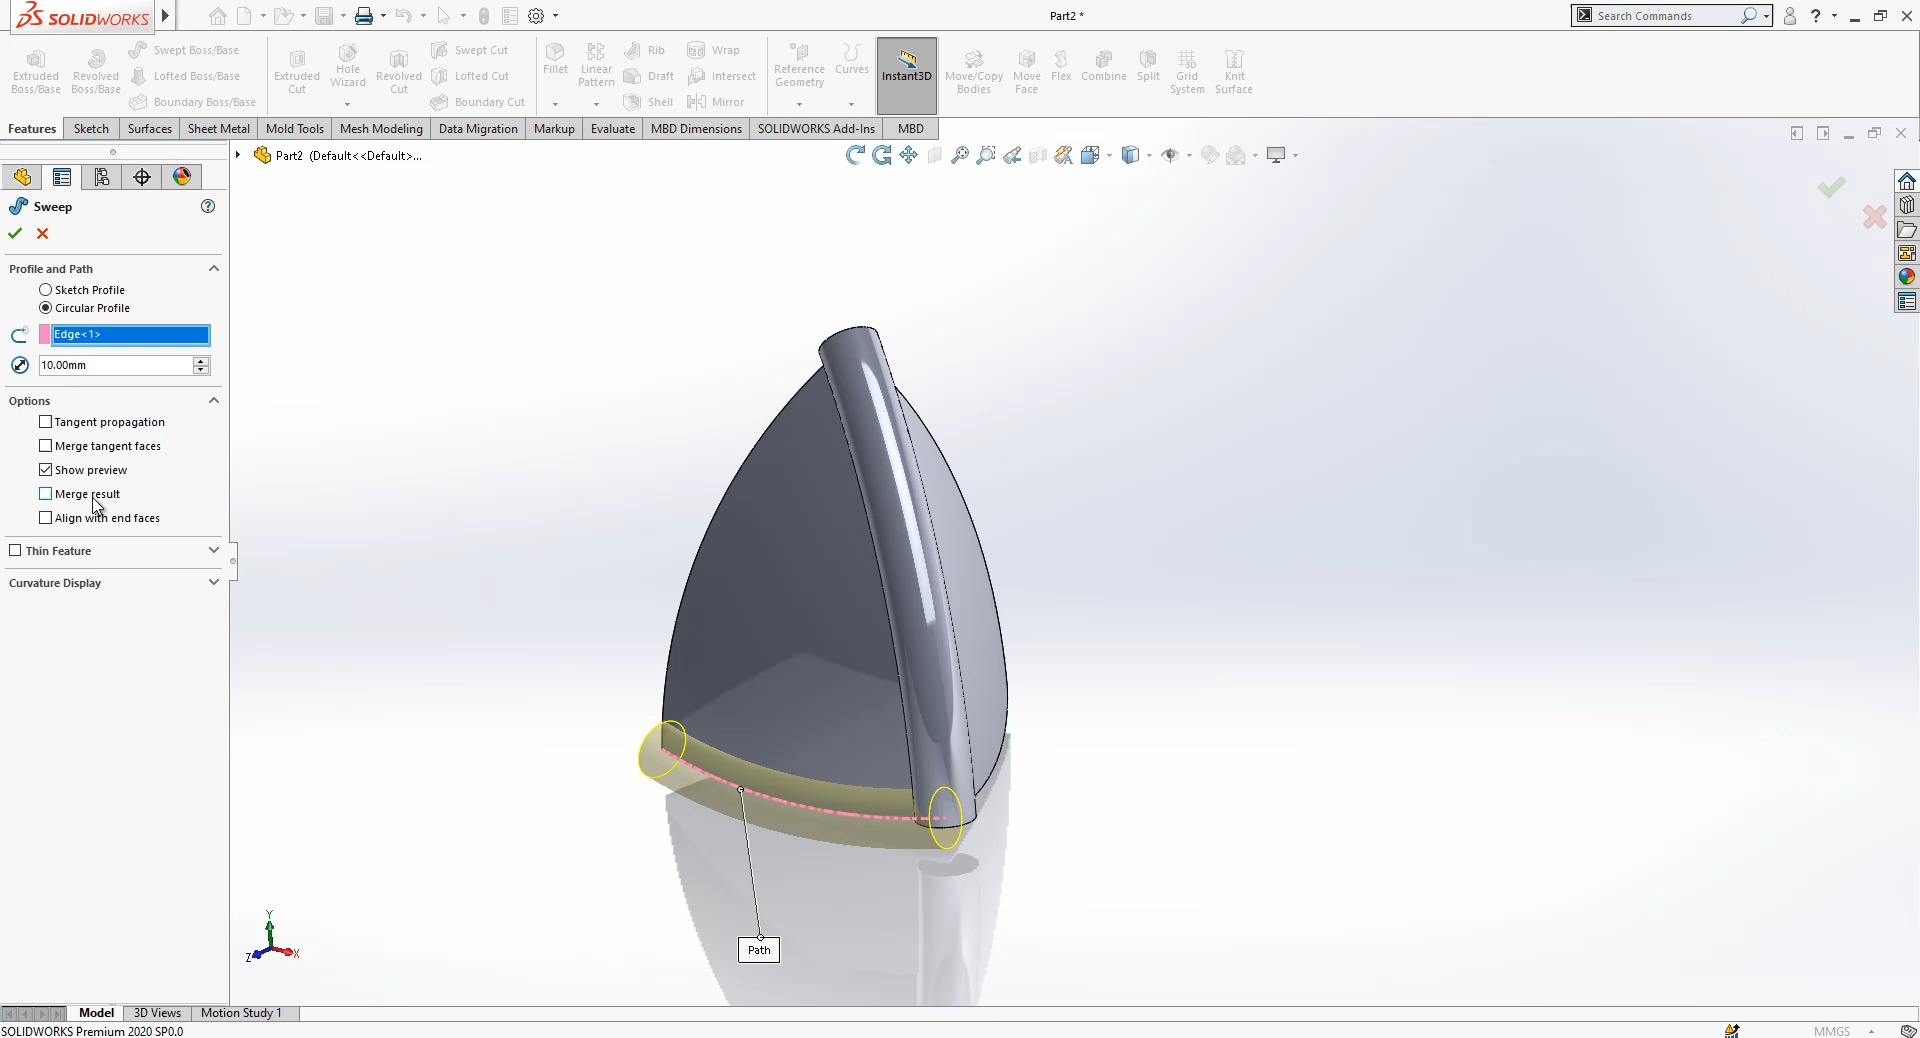 SOLIDWORKS
Part2 *
Search Commands
Extruded Boss/Base
Revolved Boss/Base
Swept Boss/Base
Lofted Boss/Base
Boundary Boss/Base
Extruded Cut
Hole Wizard
Revolved Cut
Swept Cut
Lofted Cut
Boundary Cut
Fillet
Linear Pattern
Rib
Draft
Shell
Wrap
Intersect
Mirror
Reference Geometry
Curves
Instant3D
Move/Copy Bodies
Move Face
Flex
Combine
Split
Grid System
Knit Surface
Features
Sketch
Surfaces
Sheet Metal
Mold Tools
Mesh Modeling
Data Migration
Markup
Evaluate
MBD Dimensions
SOLIDWORKS Add-Ins
MBD
Part2 (Default<<Default>...
Sweep
Profile and Path
Sketch Profile
Circular Profile
Edge<1>
10.00mm
Options
Tangent propagation
Merge tangent faces
Show preview
Merge result
Align with end faces
Thin Feature
Curvature Display
Path
Y
Z
X
Model
3D Views
Motion Study 1
SOLIDWORKS Premium 2020 SP0.0
MMGS